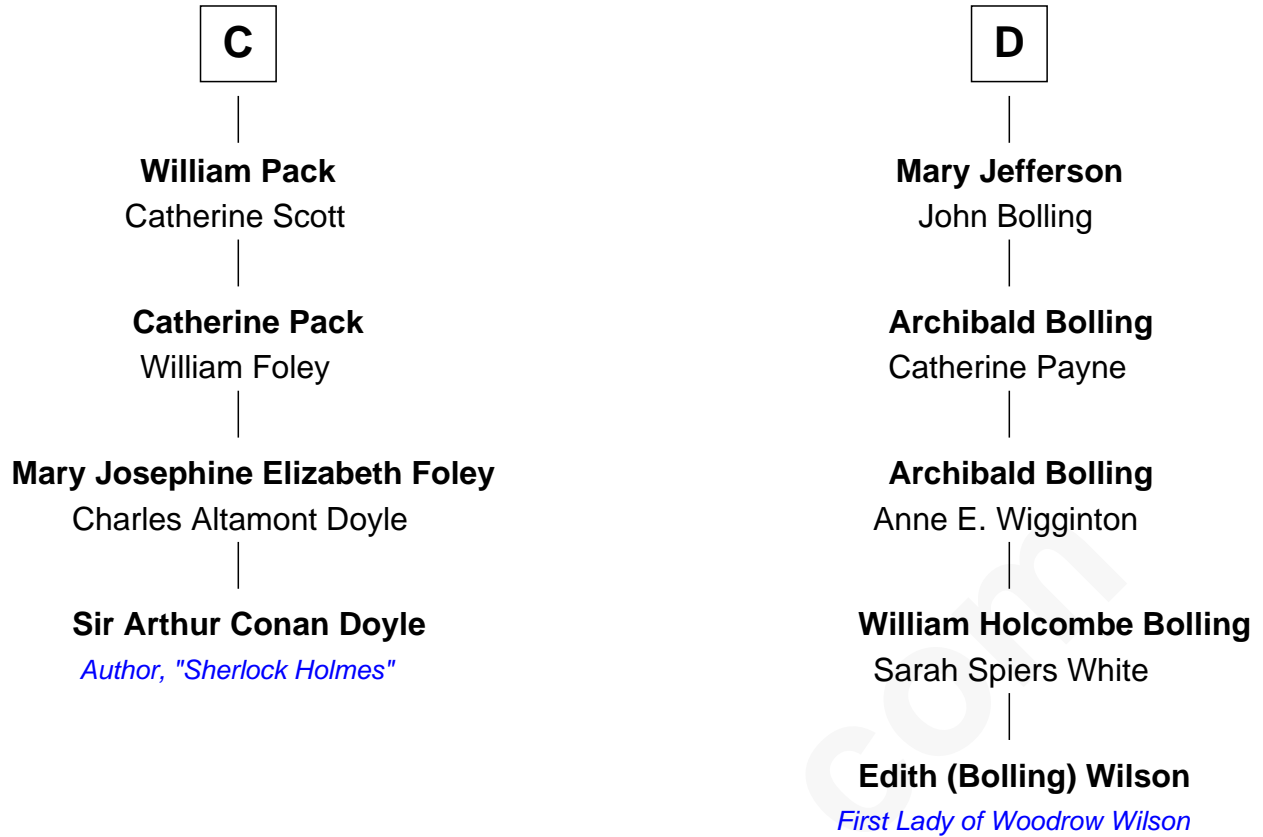 C
William Pack
Catherine Scott
Catherine Pack
William Foley
Mary Josephine Elizabeth Foley
Charles Altamont Doyle
Sir Arthur Conan Doyle
Author, "Sherlock Holmes"
D
Mary Jefferson
John Bolling
Archibald Bolling
Catherine Payne
Archibald Bolling
Anne E. Wigginton
William Holcombe Bolling
Sarah Spiers White
Edith (Bolling) Wilson
First Lady of Woodrow Wilson
com